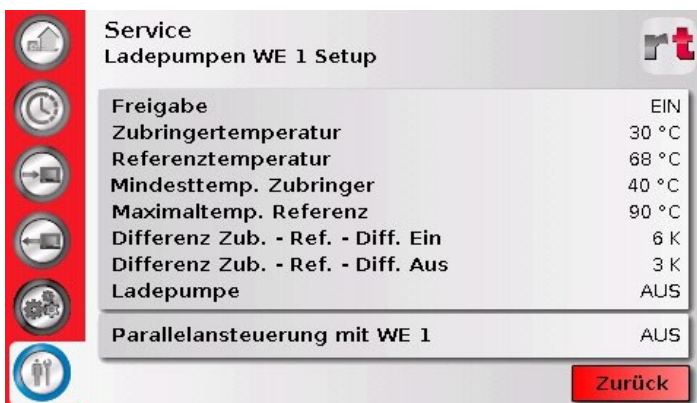 Service
Ladepumpen WE 1 Setup
rt
Freigabe EIN
Zubringertemperatur 30 °C
Referenztemperatur 68 °C
Mindesttemp. Zubringer 40 °C
Maximaltemp. Referenz 90 °C
Differenz Zub. - Ref. - Diff. Ein 6 K
Differenz Zub. - Ref. - Diff. Aus 3 K
Ladepumpe AUS
Parallelansteuerung mit WE 1 AUS
Zurück